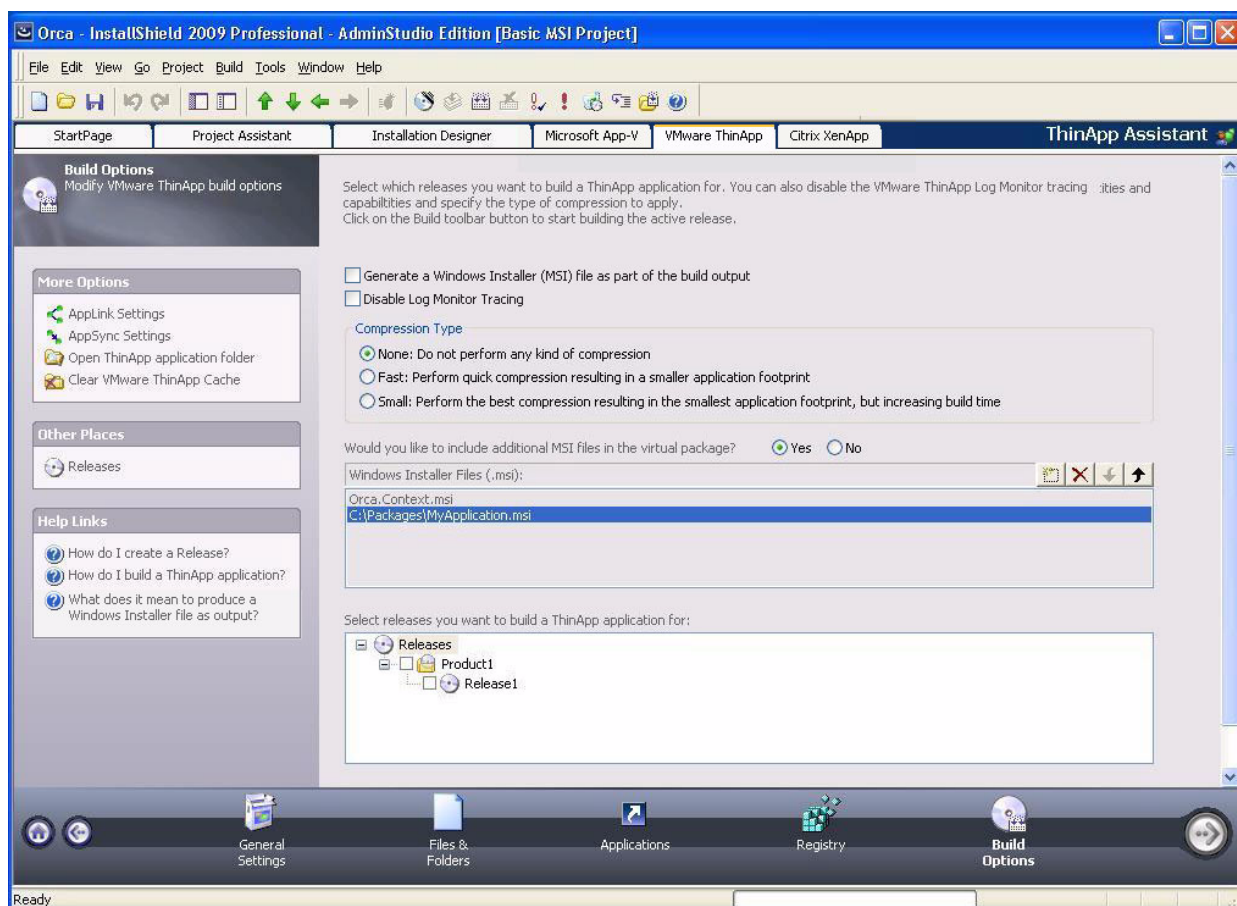 Orca - InstallShield 2009 Professional - AdminStudio Edition [Basic MSI Project]
File Edit View Go Project Build Tools Window Help
StartPage Project Assistant Installation Designer Microsoft App-V VMware ThinApp Citrix XenApp ThinApp Assistant
Build Options
Modify VMware ThinApp build options
Select which releases you want to build a ThinApp application for. You can also disable the VMware ThinApp Log Monitor tracing :ities and
capabiltities and specify the type of compression to apply.
Click on the Build toolbar button to start building the active release.
More Options
AppLink Settings
AppSync Settings
Open ThinApp application folder
Clear VMware ThinApp Cache
Other Places
Releases
Help Links
How do I create a Release?
How do I build a ThinApp application?
What does it mean to produce a
Windows Installer file as output?
Generate a Windows Installer (MSI) file as part of the build output
Disable Log Monitor Tracing
Compression Type
None: Do not perform any kind of compression
Fast: Perform quick compression resulting in a smaller application footprint
Small: Perform the best compression resulting in the smallest application footprint, but increasing build time
Would you like to include additional MSI files in the virtual package? Yes No
Windows Installer Files (.msi):
Orca.Context.msi
C:\Packages\MyApplication.msi
Select releases you want to build a ThinApp application for:
Releases
Product1
Release1
General
Settings
Files &
Folders
Applications
Registry
Build
Options
Ready